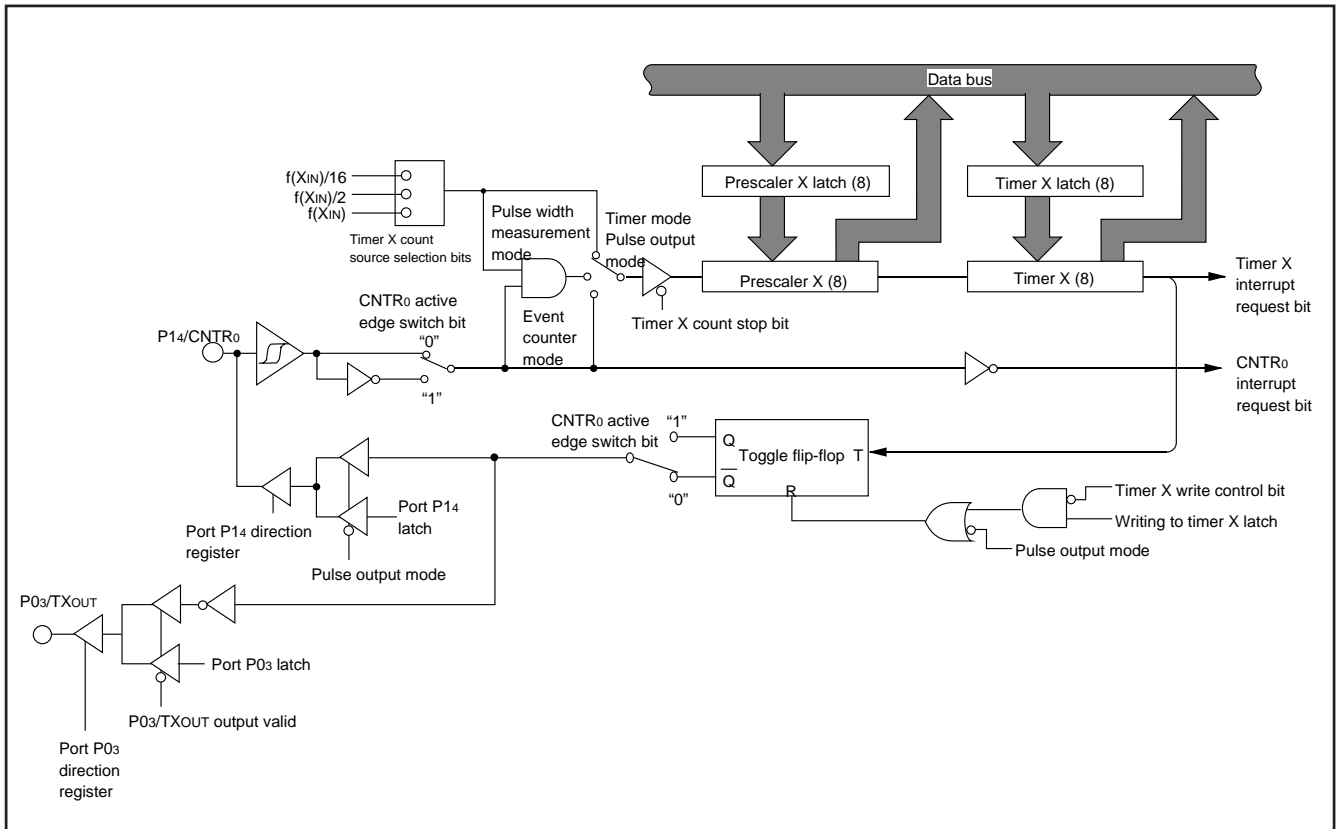 Data bus
f(XIN)/16
f(XIN)/2
f(XIN)
Timer X count
source selection bits
Prescaler X latch (8)
Timer X latch (8)
Pulse width
measurement
mode
Timer mode
Pulse output
mode
Prescaler X (8)
Timer X (8)
Timer X
interrupt
request bit
Timer X count stop bit
CNTR0 active
edge switch bit
"0"
Event
counter
mode
P14/CNTR0
"1"
CNTR0
interrupt
request bit
CNTR0 active
edge switch bit
"1"
Q
Toggle flip-flop T
Q
R
"0"
Port P14
latch
Port P14 direction
register
Pulse output mode
Timer X write control bit
Writing to timer X latch
Pulse output mode
P03/TXOUT
Port P03 latch
P03/TXOUT output valid
Port P03
direction
register